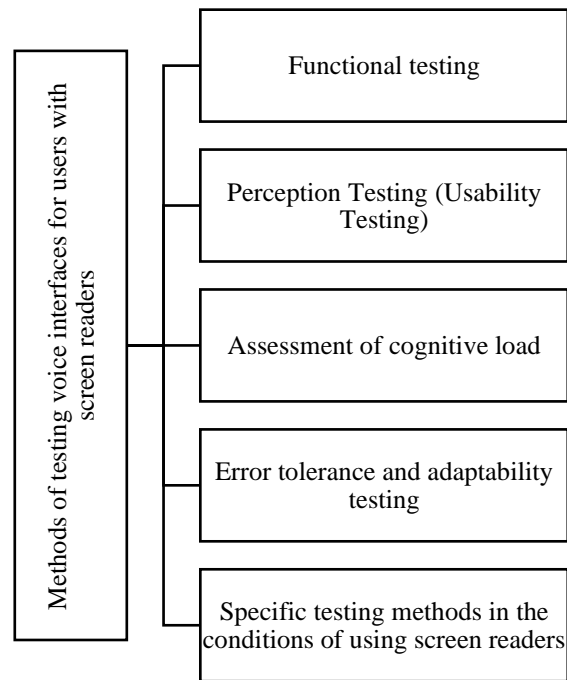 Methods of testing voice interfaces for users with
screen readers
Functional testing
Perception Testing (Usability
Testing)
Assessment of cognitive load
Error tolerance and adaptability
testing
Specific testing methods in the
conditions of using screen readers